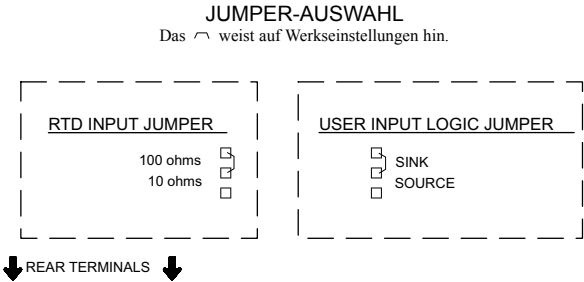 JUMPER-AUSWAHL
Das weist auf Werkseinstellungen hin.
RTD INPUT JUMPER
100 ohms
10 ohms
USER INPUT LOGIC JUMPER
SINK
SOURCE
REAR TERMINALS